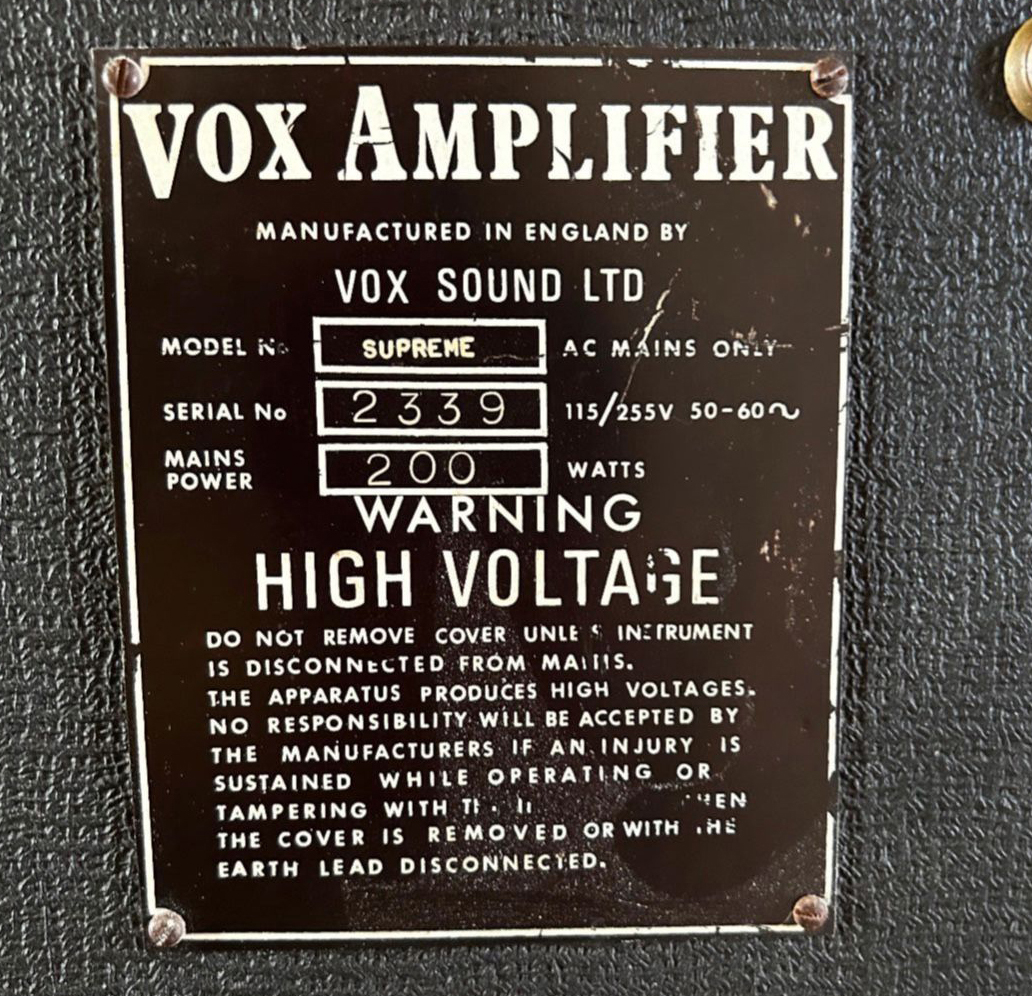 VOX AMPLIFIER
MANUFACTURED IN ENGLAND BY
VOX SOUND LTD
MODEL No SUPREME AC MAINS ONLY
SERIAL No 2339 115/255V 50-60~
MAINS POWER 200 WATTS
WARNING
HIGH VOLTAGE
DO NOT REMOVE COVER UNLESS INSTRUMENT
IS DISCONNECTED FROM MAINS.
THE APPARATUS PRODUCES HIGH VOLTAGES.
NO RESPONSIBILITY WILL BE ACCEPTED BY
THE MANUFACTURERS IF AN INJURY IS
SUSTAINED WHILE OPERATING OR
TAMPERING WITH
THE COVER IS REMOVED OR WITH THE
EARTH LEAD DISCONNECTED.